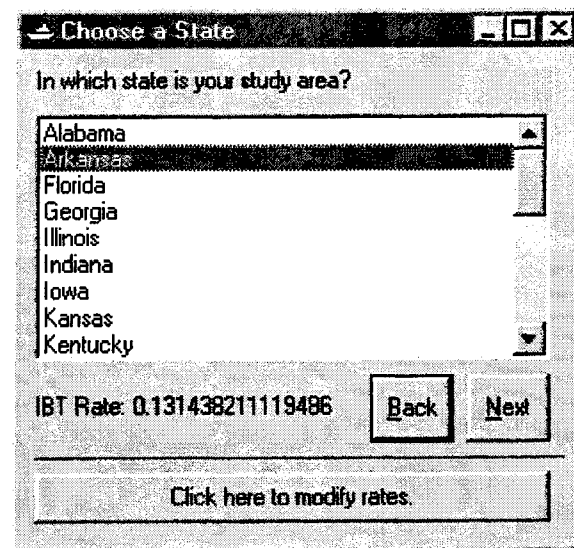 Choose a State
In which state is your study area?
Alabama
Arkansas
Florida
Georgia
Illinois
Indiana
Iowa
Kansas
Kentucky
IBT Rate: 0.131438211119486
Back
Next
Click here to modify rates.